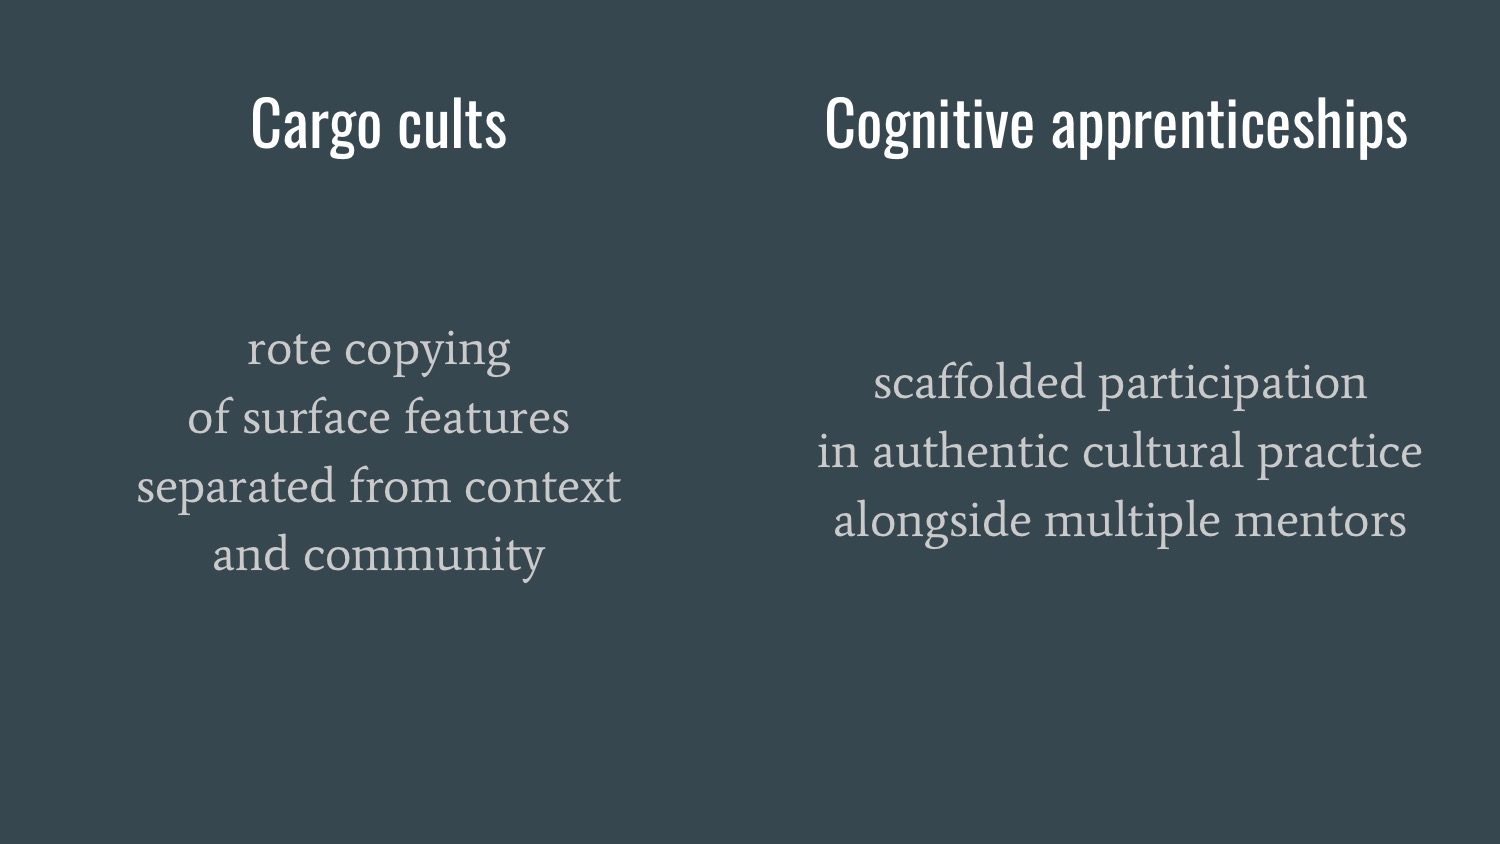 Cargo cults
rote copying
of surface features
separated from context
and community
Cognitive apprenticeships
scaffolded participation
in authentic cultural practice
alongside multiple mentors